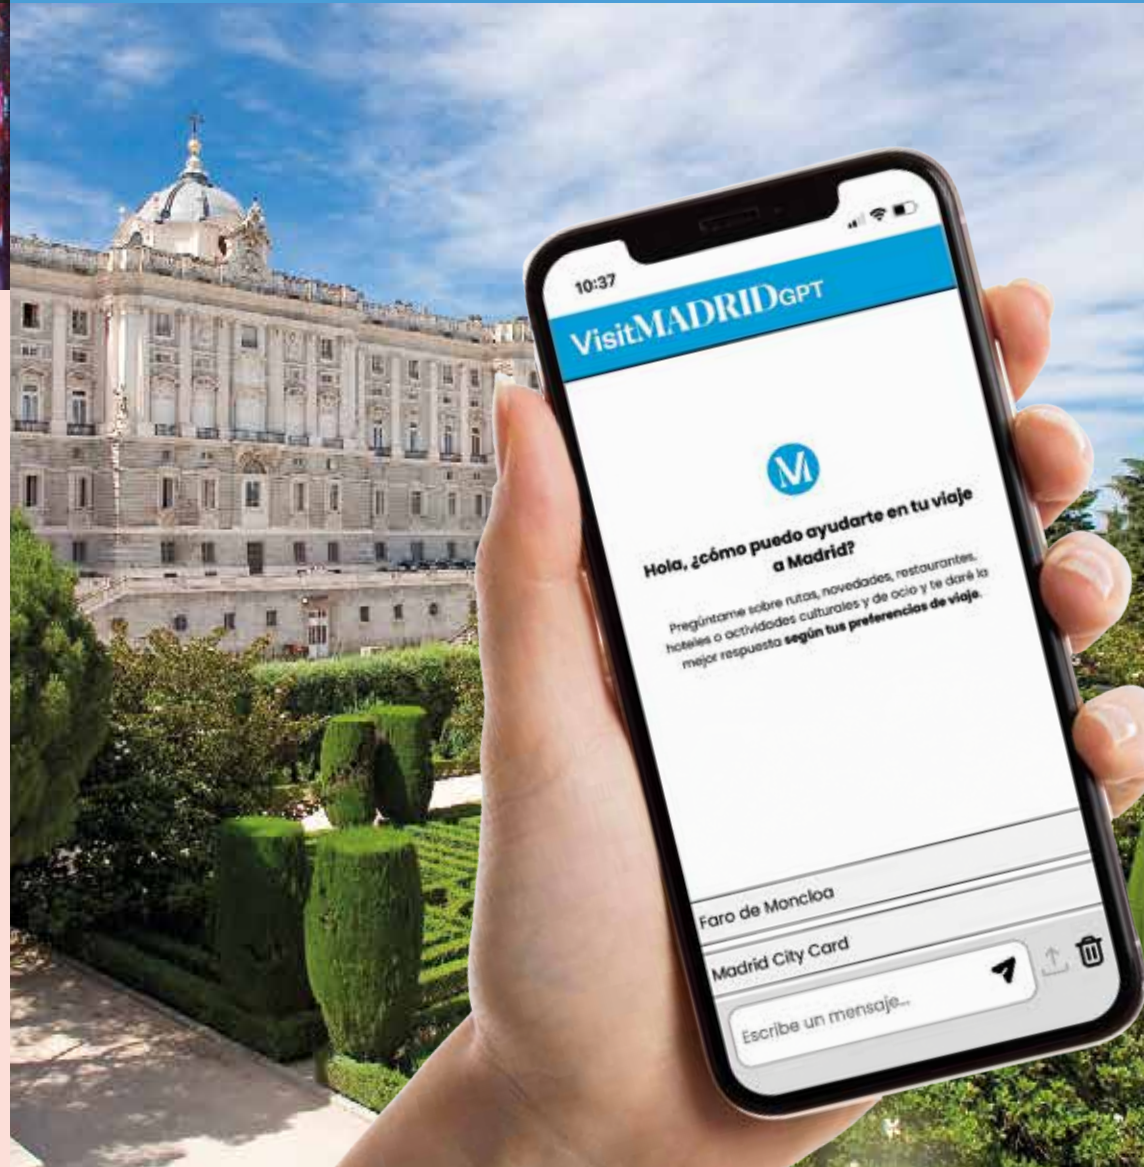 10:37
VisitMADRIDGPT
M
Hola, ¿cómo puedo ayudarte en tu viaje
a Madrid?
Pregúntame sobre rutas, novedades, restaurantes,
hoteles o actividades culturales y de ocio y te daré la
mejor respuesta según tus preferencias de viaje.
Faro de Moncloa
Madrid City Card
Escribe un mensaje...